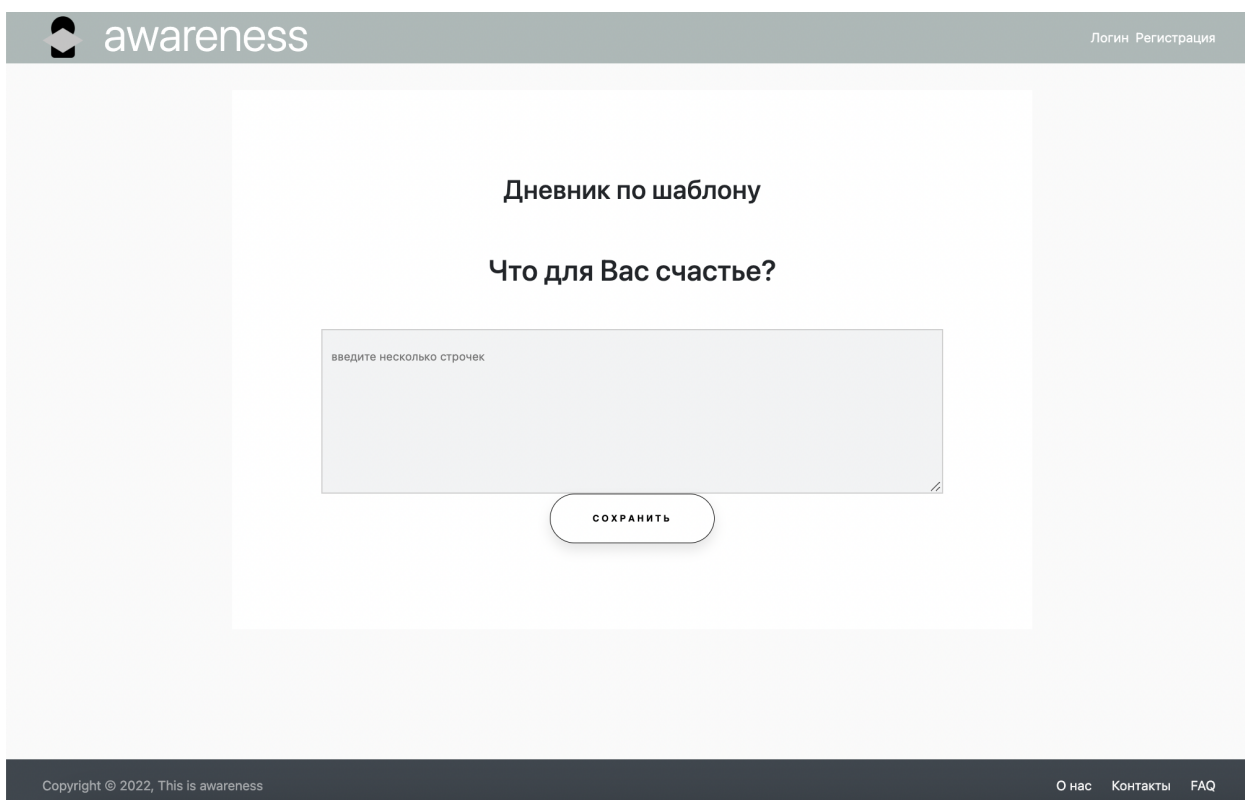 awareness
Логин Регистрация
Дневник по шаблону
Что для Вас счастье?
введите несколько строчек
СОХРАНИТЬ
Copyright © 2022, This is awareness
О нас Контакты FAQ